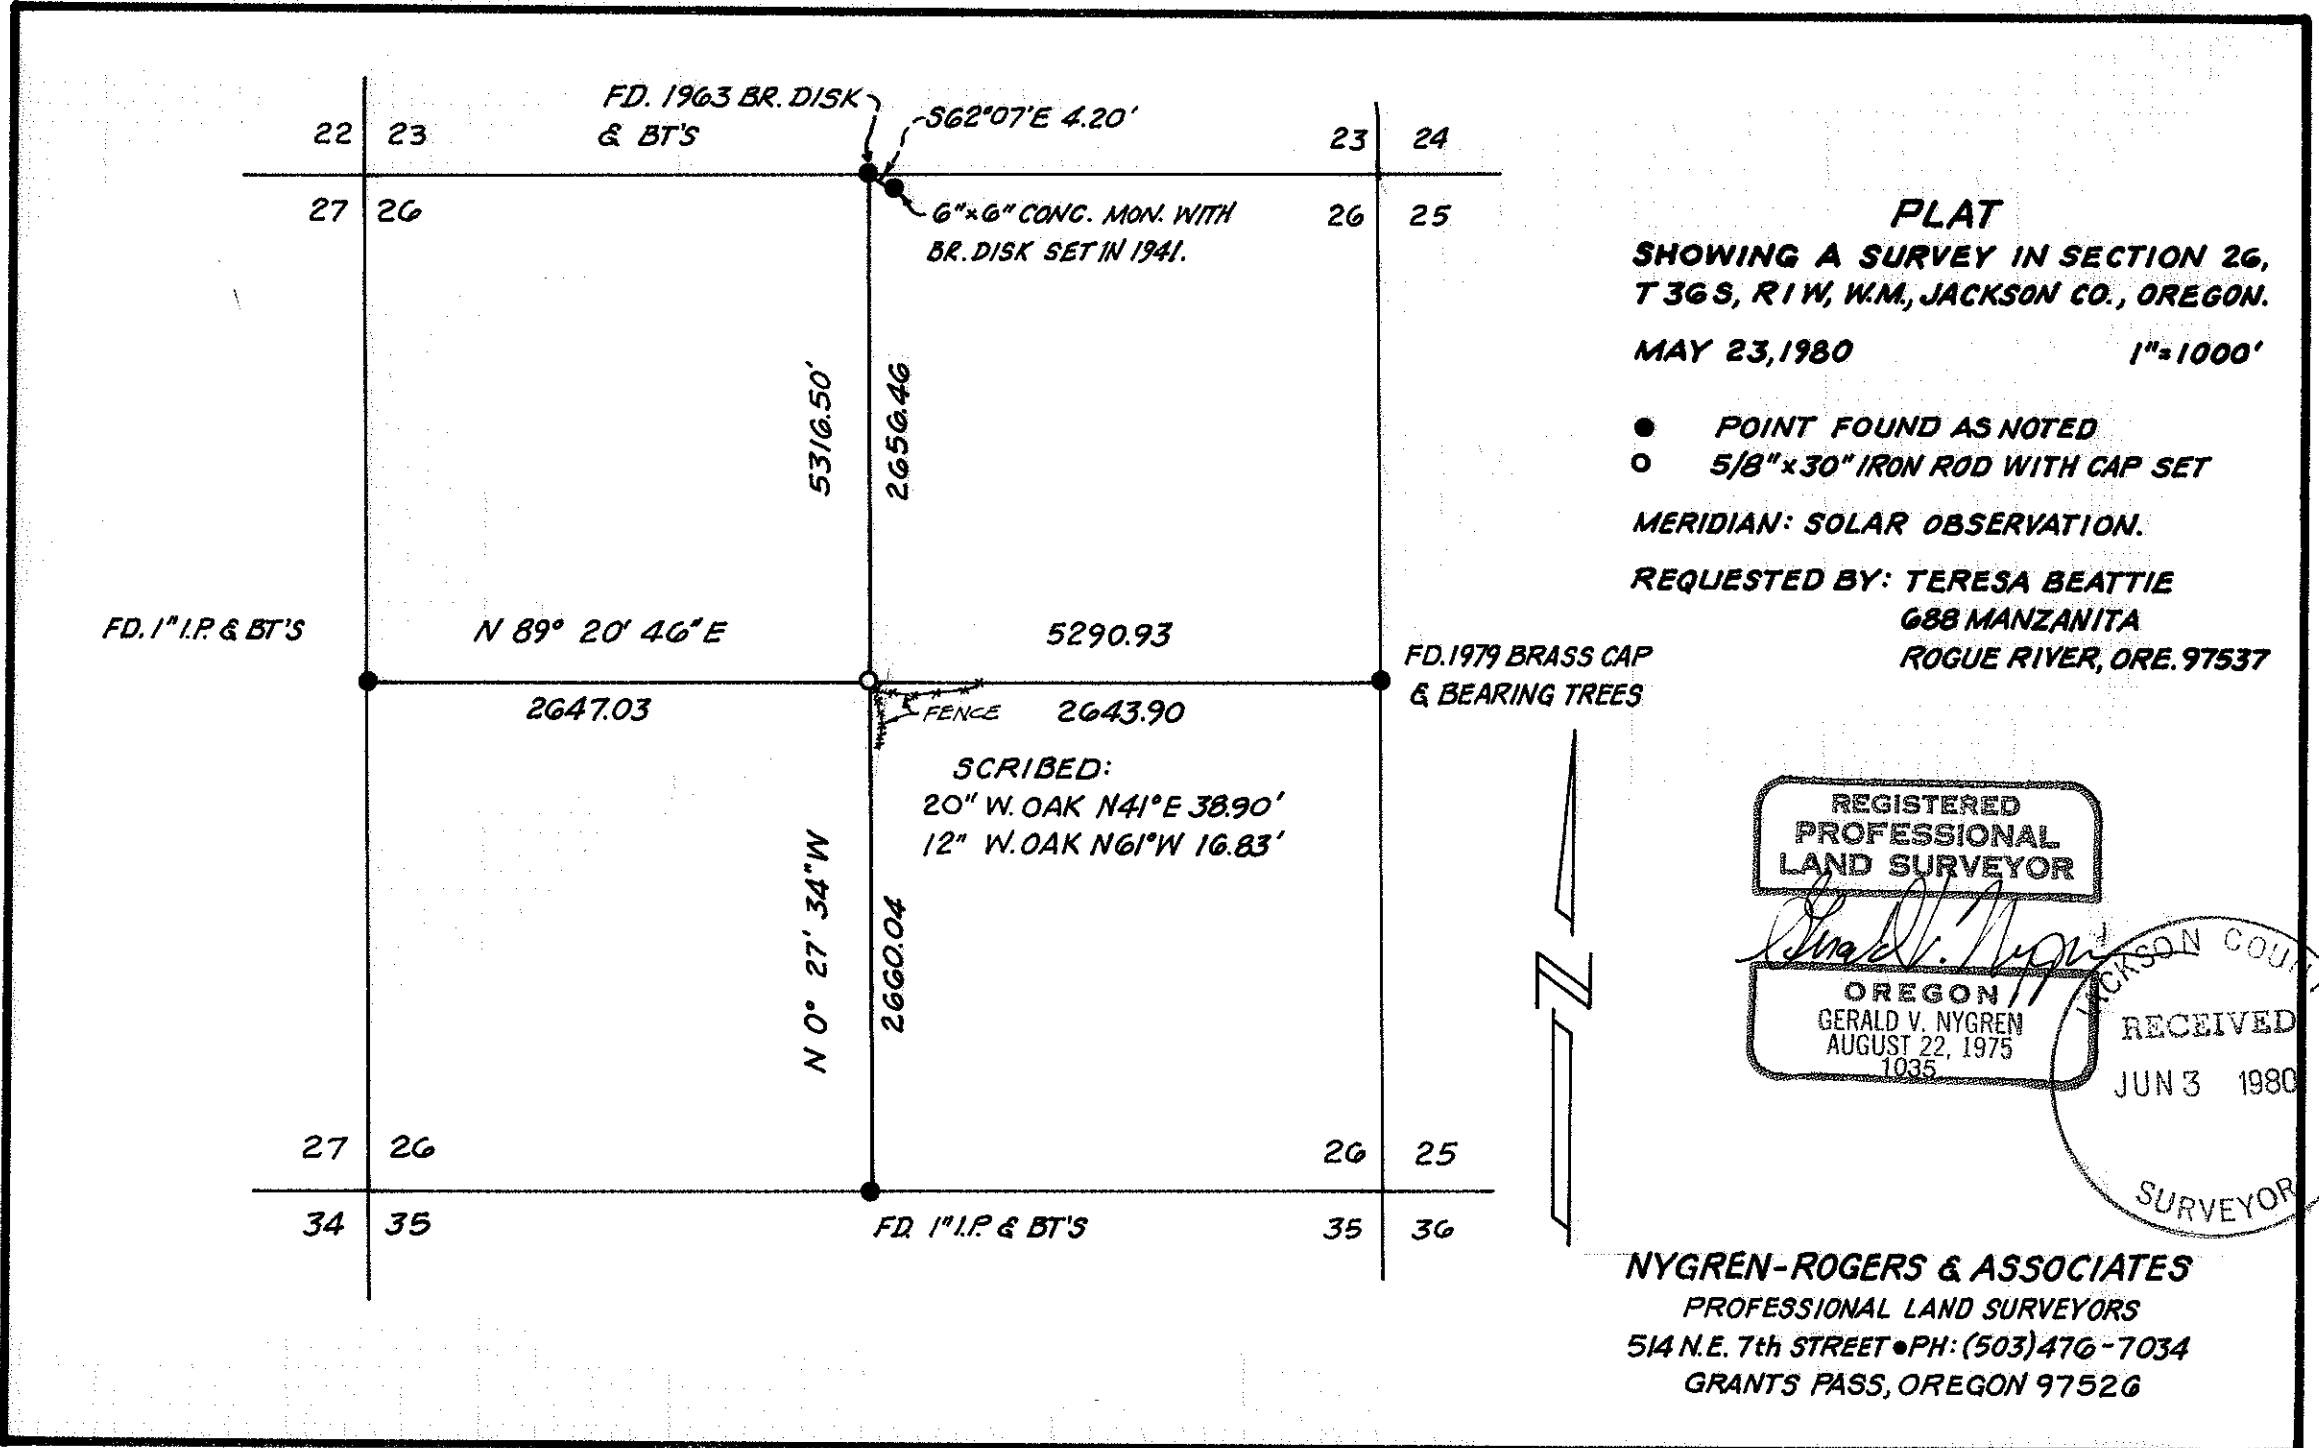 FD. 1963 BR. DISK
& BT'S
S62°07'E 4.20'
22 23
23 24
27 26
26 25
6"x6" CONC. MON. WITH
BR. DISK SET IN 1941.
5316.50'
2656.46
FD. 1" I.P. & BT'S
N 89° 20' 46" E
5290.93
FD. 1979 BRASS CAP
& BEARING TREES
2647.03
FENCE
2643.90
SCRIBED:
20" W. OAK N41°E 38.90'
12" W. OAK N61°W 16.83'
N 0° 27' 34" W
2660.04
27 26
26 25
34 35
35 36
FD. 1" I.P. & BT'S
N
PLAT
SHOWING A SURVEY IN SECTION 26,
T 36 S, R 1 W, W.M., JACKSON CO., OREGON.
MAY 23, 1980 1"=1000'
POINT FOUND AS NOTED
5/8"x30" IRON ROD WITH CAP SET
MERIDIAN: SOLAR OBSERVATION.
REQUESTED BY: TERESA BEATTIE
688 MANZANITA
ROGUE RIVER, ORE. 97537
REGISTERED
PROFESSIONAL
LAND SURVEYOR
Gerald V. Nygren
OREGON
GERALD V. NYGREN
AUGUST 22, 1975
1035
JACKSON COUN
RECEIVED
JUN 3 1980
SURVEYOR
NYGREN-ROGERS & ASSOCIATES
PROFESSIONAL LAND SURVEYORS
514 N.E. 7th STREET • PH: (503) 476-7034
GRANTS PASS, OREGON 97526